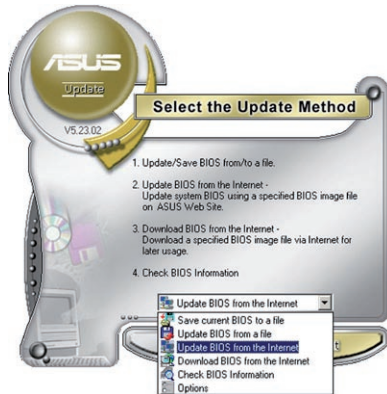 ASUS
Update
V5.23.02
Select the Update Method
1. Update/Save BIOS from/to a file.
2. Update BIOS from the Internet -
Update system BIOS using a specified BIOS image file
on ASUS Web Site.
3. Download BIOS from the Internet -
Download a specified BIOS image file via Internet for
later usage.
4. Check BIOS Information
Update BIOS from the Internet
Save current BIOS to a file
Update BIOS from a file
Update BIOS from the Internet
Download BIOS from the Internet
Check BIOS Information
Options